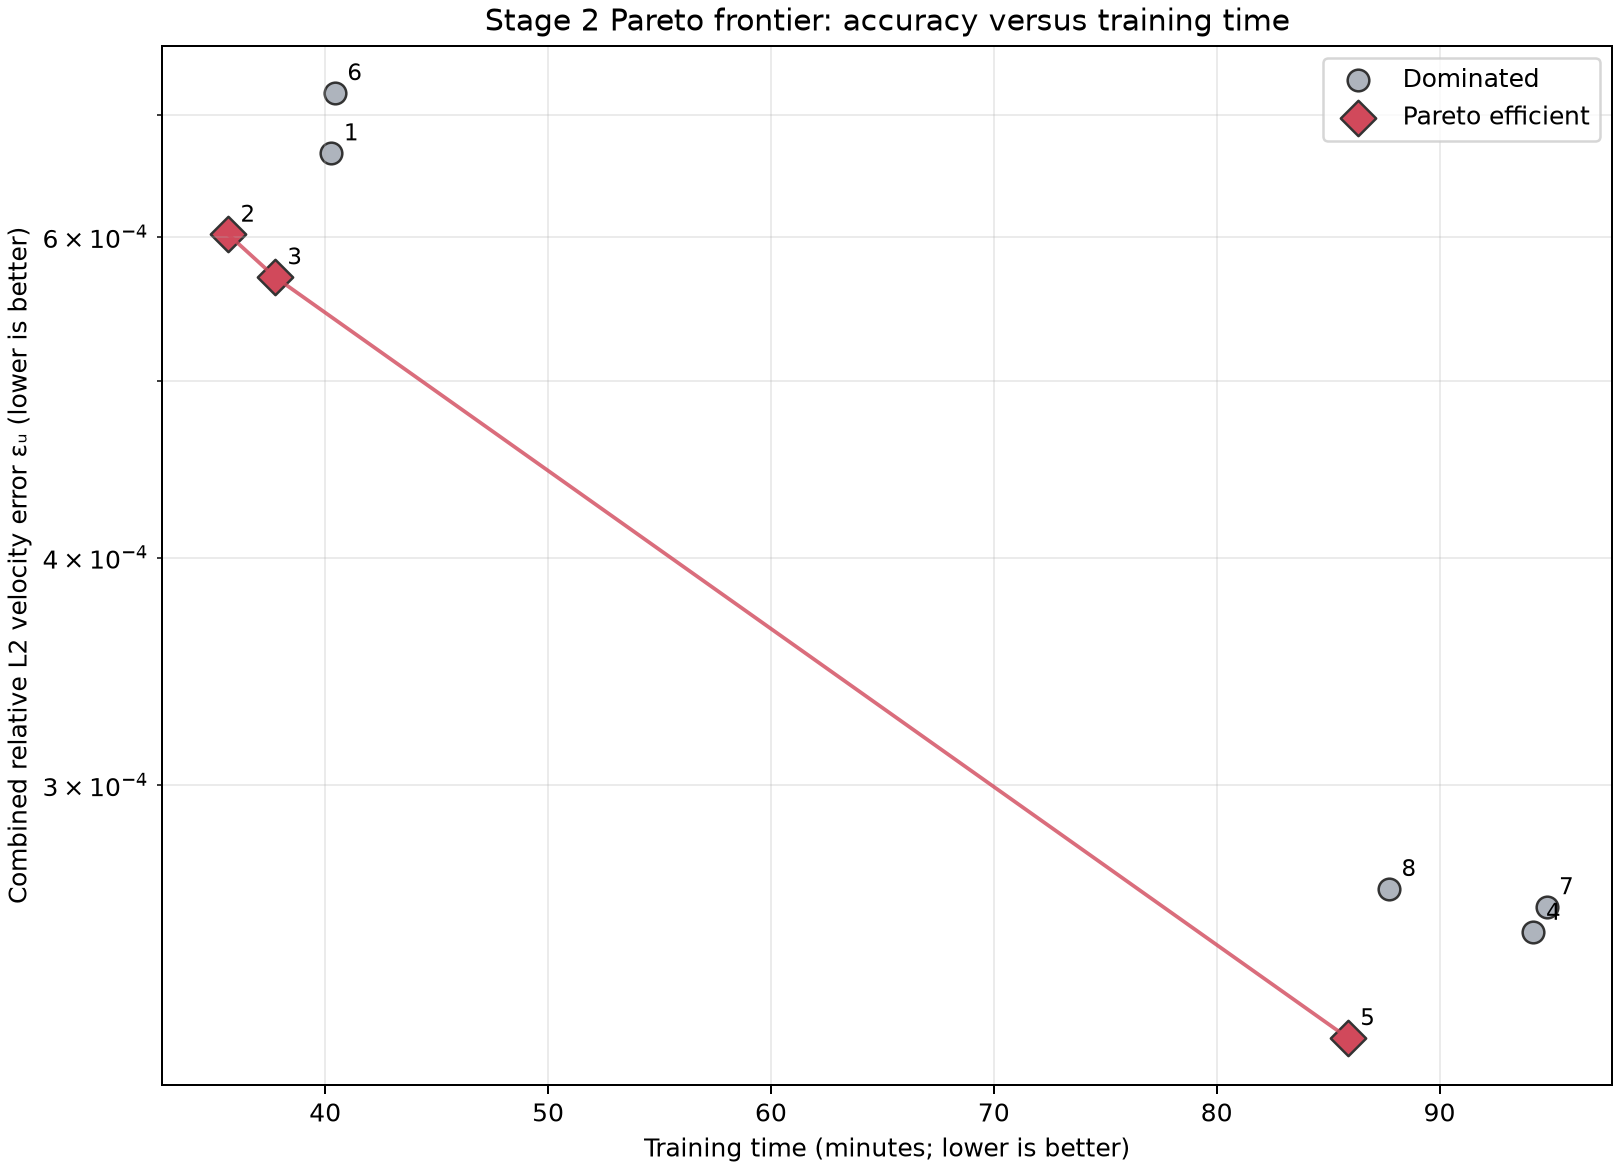 Stage 2 Pareto frontier: accuracy versus training time
Dominated
Pareto efficient
6
1
2
3
8
7
4
5
6 × 10⁻⁴
4 × 10⁻⁴
3 × 10⁻⁴
Combined relative L2 velocity error εᵤ (lower is better)
40
50
60
70
80
90
Training time (minutes; lower is better)